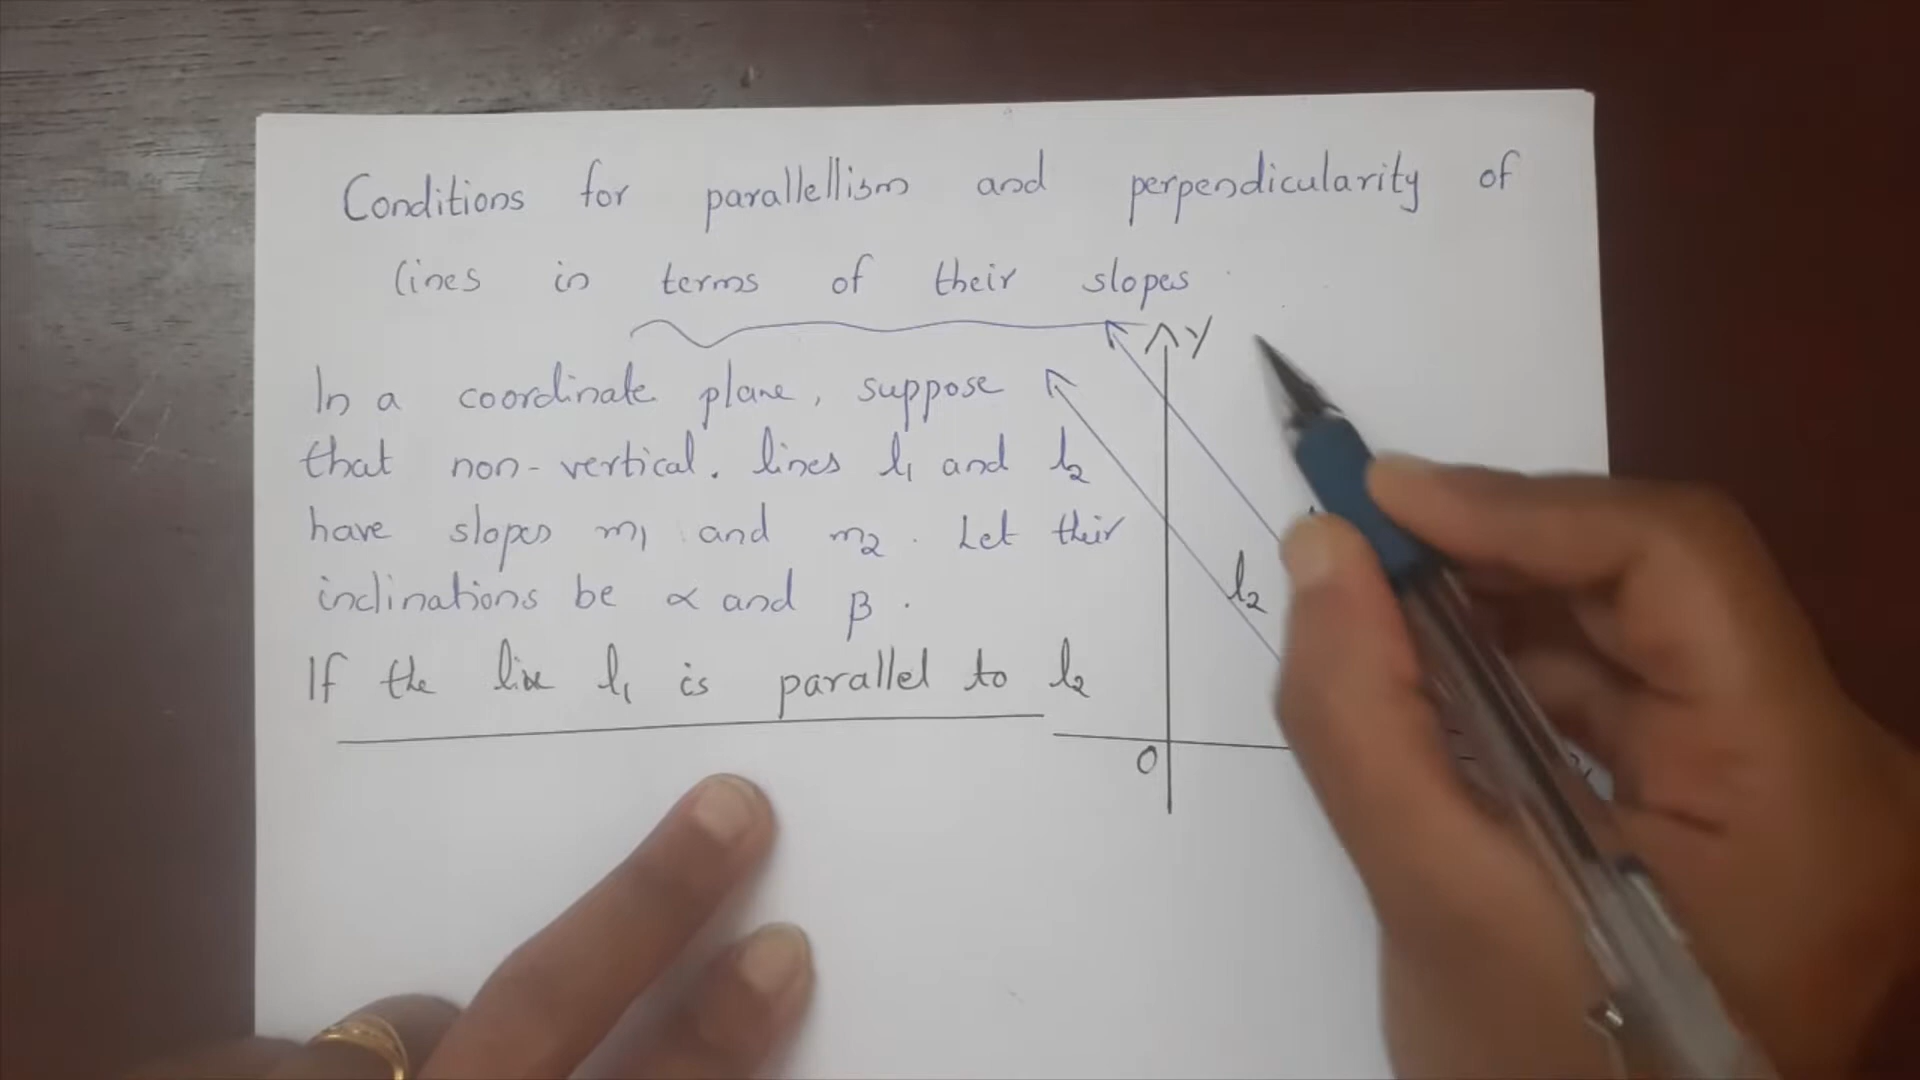 Conditions for parallellism and perpendicularity of
lines in terms of their slopes.
In a coordinate plane, suppose
that non-vertical. lines l₁ and l₂
have slopes m₁ and m₂. Let their
inclinations be α and β.
If the line l₁ is parallel to l₂
Y
l₂
O